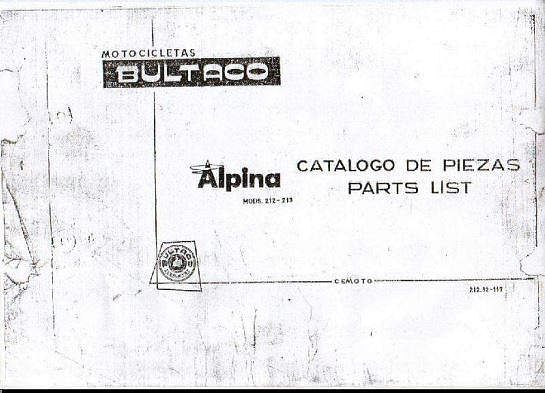 MOTOCICLETAS
BULTACO
Alpina
MODS. 212-213
CATALOGO DE PIEZAS
PARTS LIST
BULTACO
CEMOTO